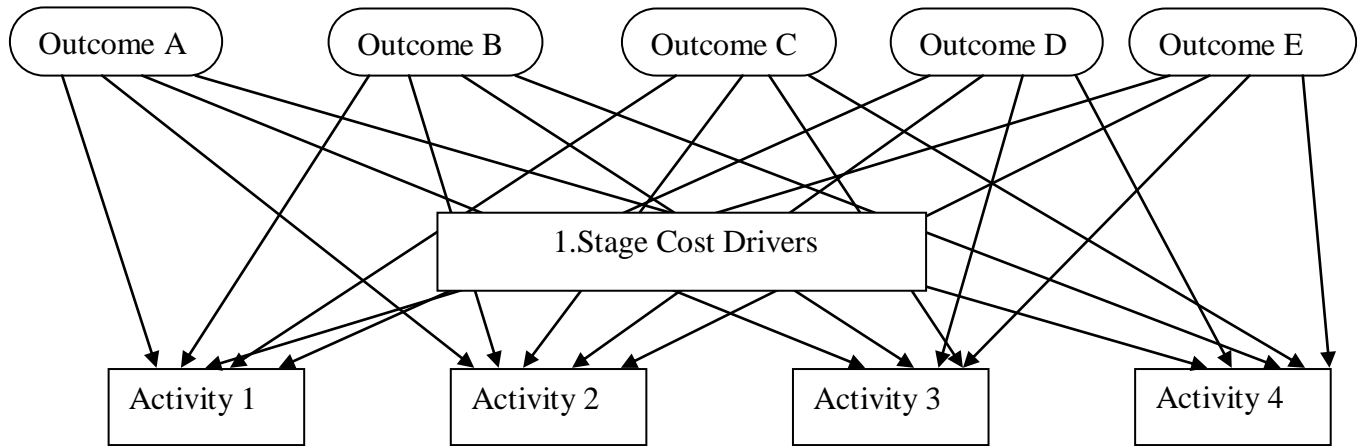 Outcome A
Outcome B
Outcome C
Outcome D
Outcome E
1.Stage Cost Drivers
Activity 1
Activity 2
Activity 3
Activity 4